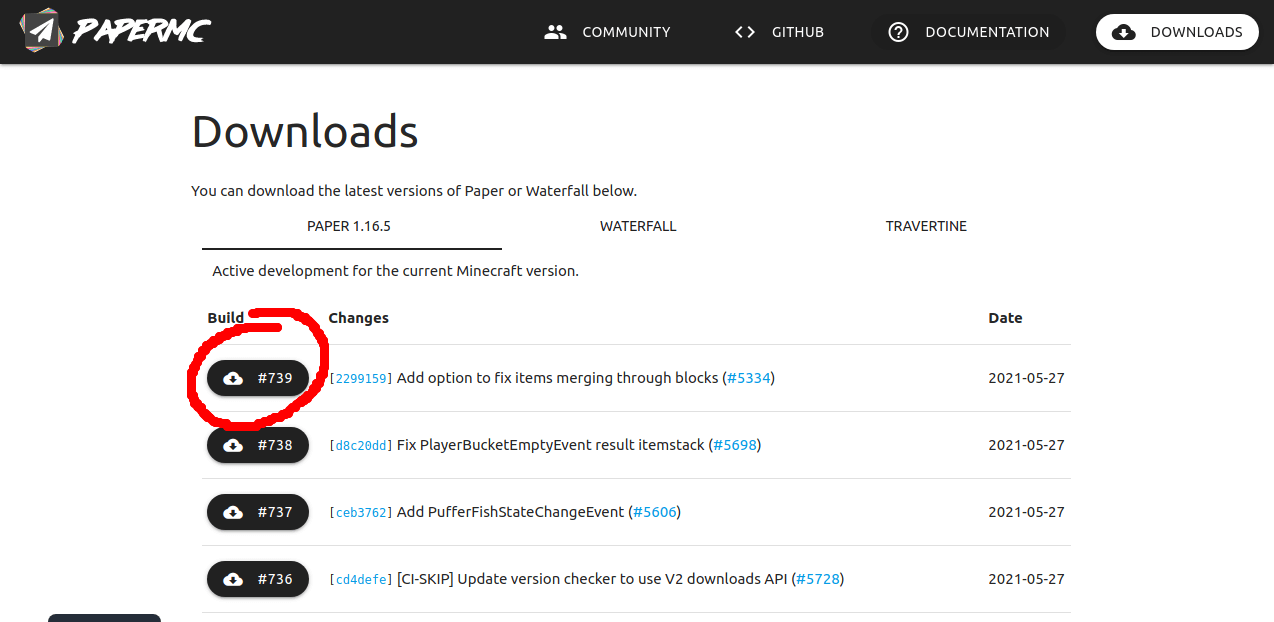 PAPERMC COMMUNITY GITHUB DOCUMENTATION DOWNLOADS
Downloads
You can download the latest versions of Paper or Waterfall below.
PAPER 1.16.5 WATERFALL TRAVERTINE
Active development for the current Minecraft version.
Build Changes Date
#739 [2299159] Add option to fix items merging through blocks (#5334) 2021-05-27
#738 [d8c20dd] Fix PlayerBucketEmptyEvent result itemstack (#5698) 2021-05-27
#737 [ceb3762] Add PufferFishStateChangeEvent (#5606) 2021-05-27
#736 [cd4defe] [CI-SKIP] Update version checker to use V2 downloads API (#5728) 2021-05-27